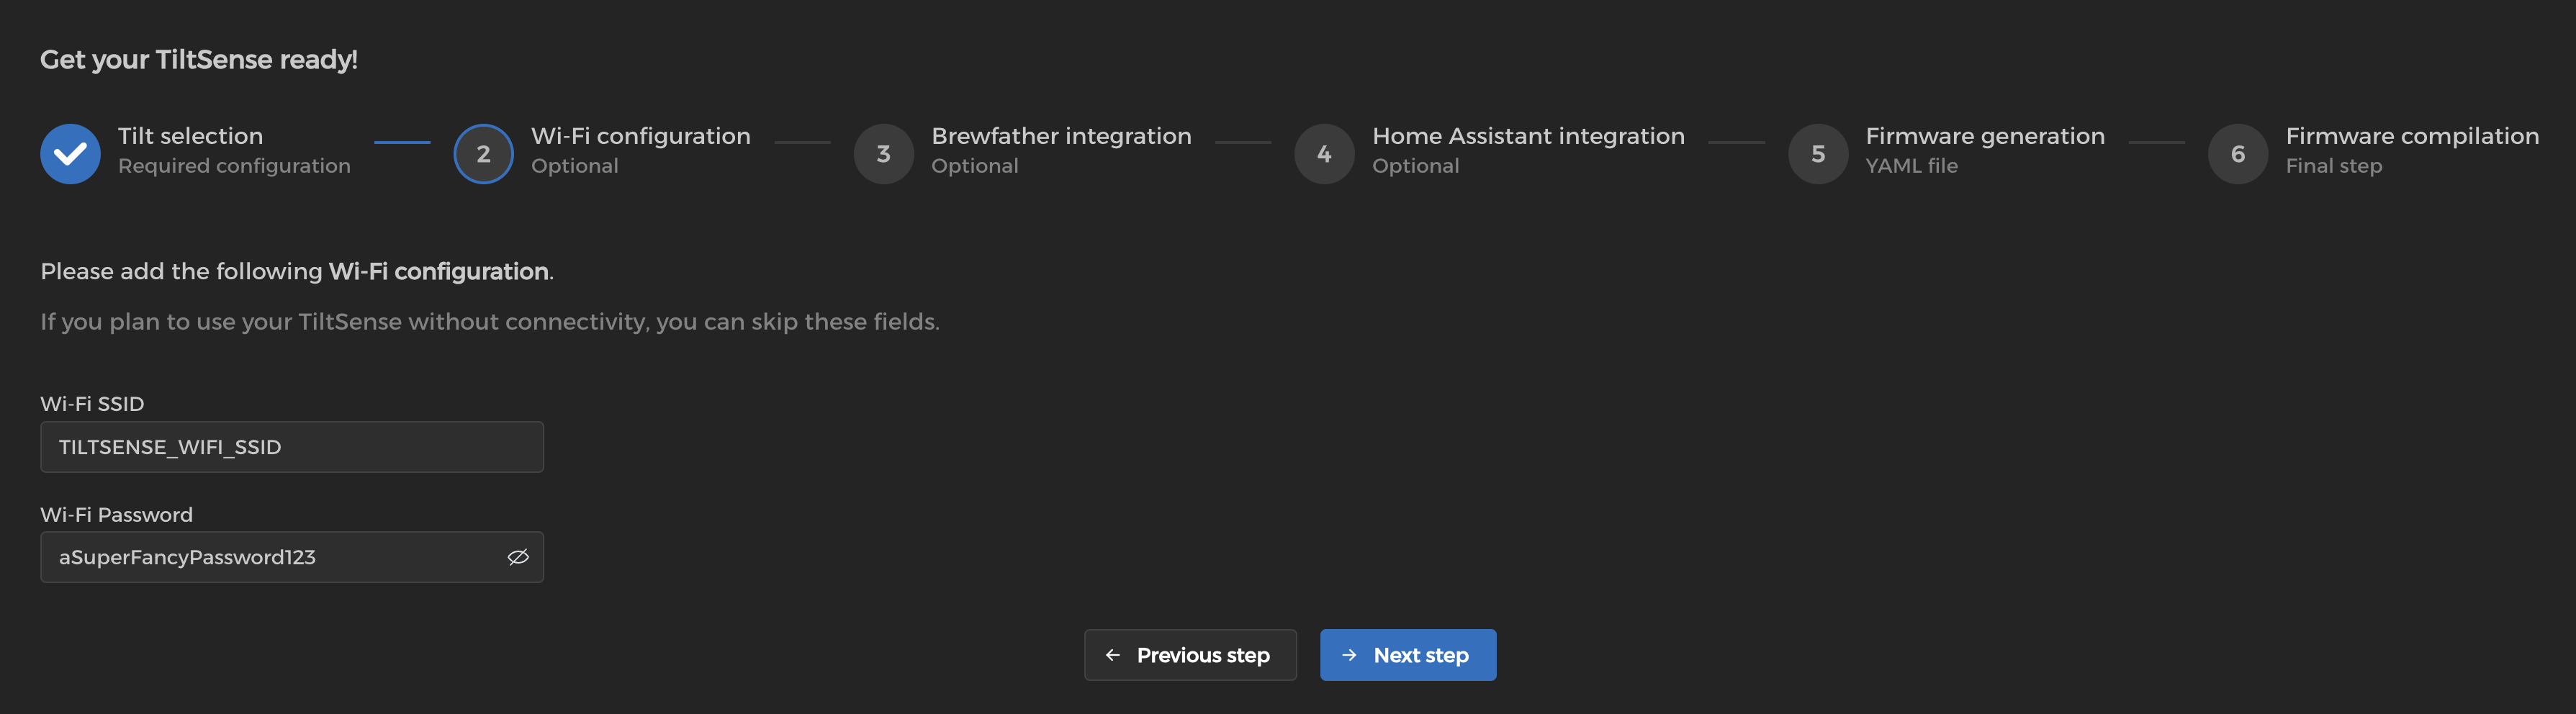 Get your TiltSense ready!
Tilt selection
Required configuration
2
Wi-Fi configuration
Optional
3
Brewfather integration
Optional
4
Home Assistant integration
Optional
5
Firmware generation
YAML file
6
Firmware compilation
Final step
Please add the following Wi-Fi configuration.
If you plan to use your TiltSense without connectivity, you can skip these fields.
Wi-Fi SSID
TILTSENSE_WIFI_SSID
Wi-Fi Password
aSuperFancyPassword123
← Previous step
→ Next step